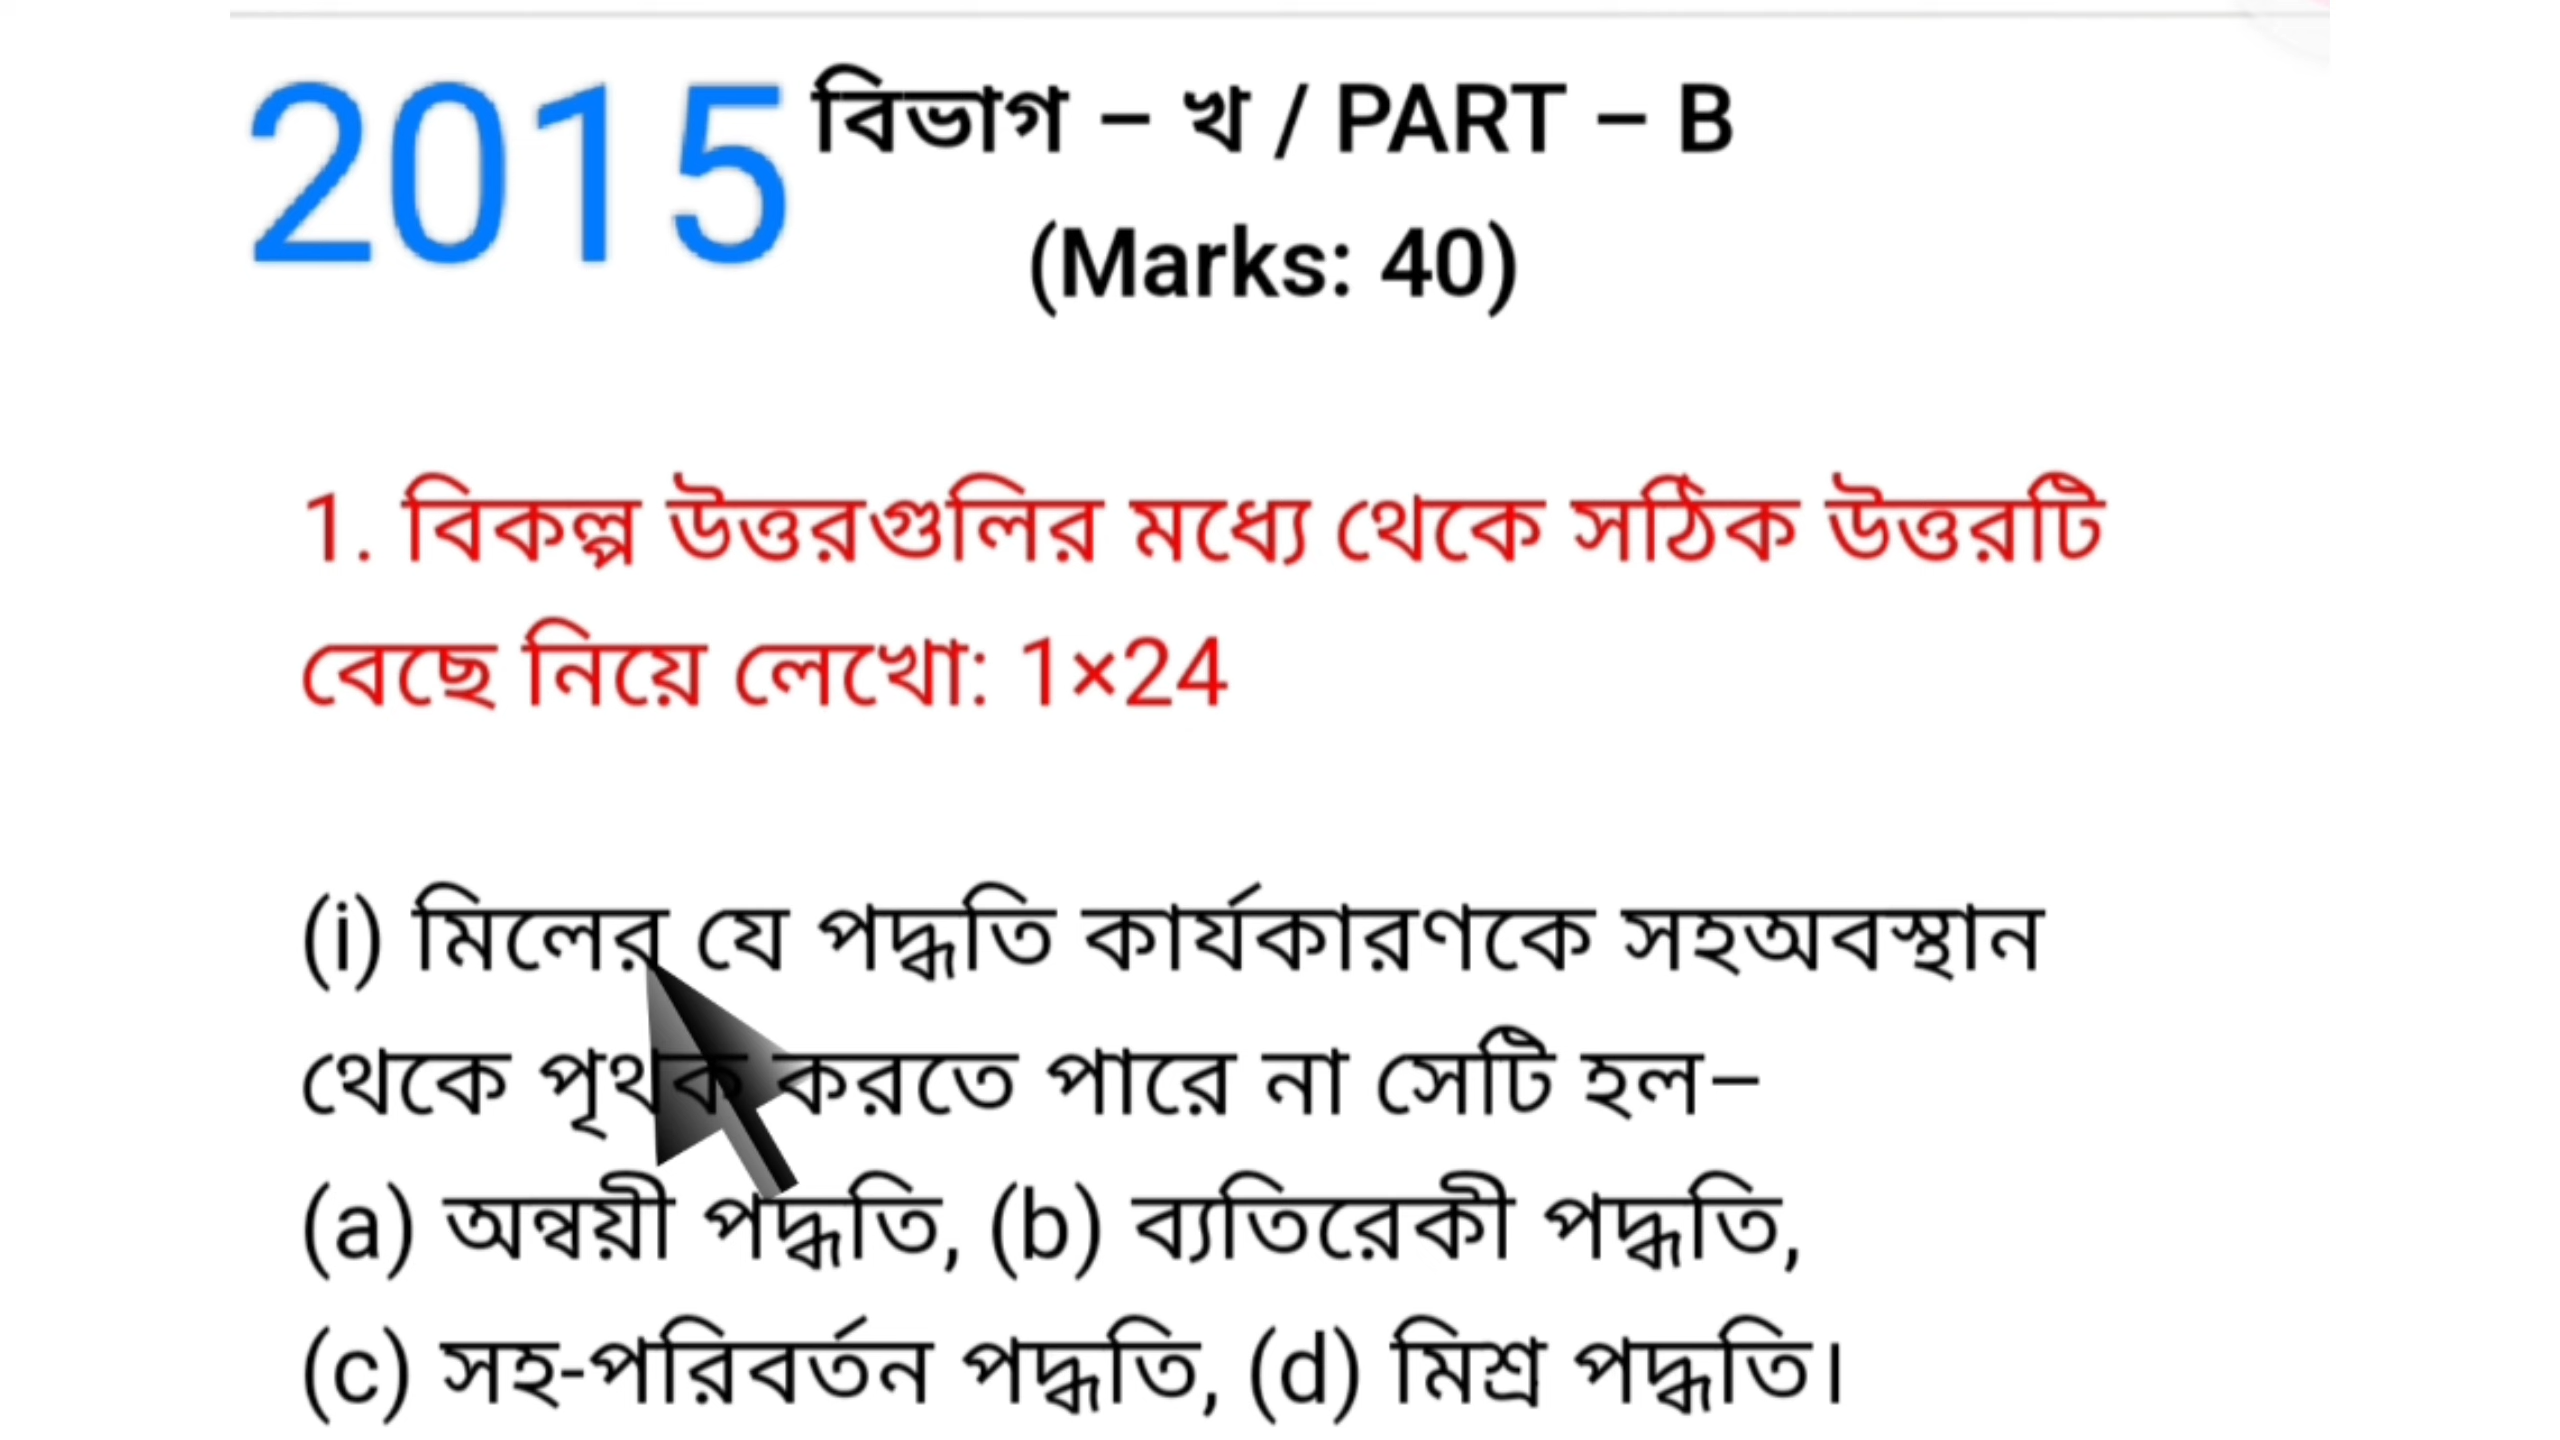 2015 বিভাগ – খ / PART – B
(Marks: 40)
1. বিকল্প উত্তরগুলির মধ্যে থেকে সঠিক উত্তরটি
বেছে নিয়ে লেখো: 1×24
(i) মিলের যে পদ্ধতি কার্যকারণকে সহঅবস্থান
থেকে পৃথক করতে পারে না সেটি হল–
(a) অন্বয়ী পদ্ধতি, (b) ব্যতিরেকী পদ্ধতি,
(c) সহ-পরিবর্তন পদ্ধতি, (d) মিশ্র পদ্ধতি।